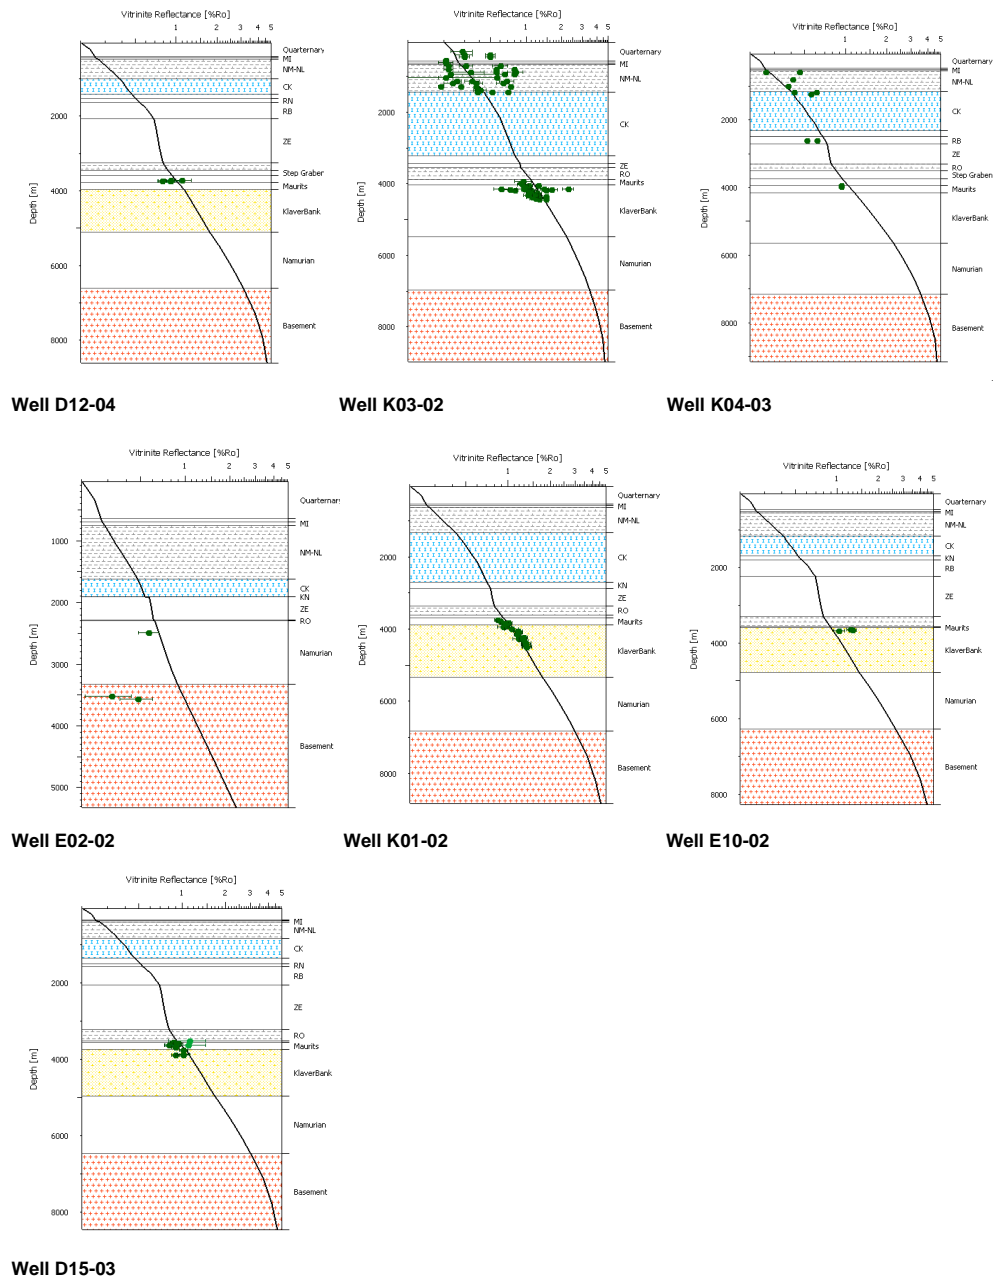 Vitrinite Reflectance [%Ro]
1 2 3 4 5
Depth [m]
2000
4000
6000
8000
Quarternary
MI
NM-NL
CK
RN
RB
ZE
Step Graben
Maurits
KlaverBank
Namurian
Basement
Well D12-04
Vitrinite Reflectance [%Ro]
1 2 3 4 5
Depth [m]
2000
4000
6000
8000
Quarternary
MI
NM-NL
CK
ZE
RO
Maurits
KlaverBank
Namurian
Basement
Well K03-02
Vitrinite Reflectance [%Ro]
1 2 3 4 5
Depth [m]
2000
4000
6000
8000
Quarternary
MI
NM-NL
CK
RB
ZE
RO
Step Graben
Maurits
KlaverBank
Namurian
Basement
Well K04-03
Vitrinite Reflectance [%Ro]
1 2 3 4 5
Depth [m]
1000
2000
3000
4000
5000
Quarternary
MI
NM-NL
CK
KN
ZE
RO
Namurian
Basement
Well E02-02
Vitrinite Reflectance [%Ro]
1 2 3 4 5
Depth [m]
2000
4000
6000
8000
Quarternary
MI
NM-NL
CK
KN
ZE
RO
Maurits
KlaverBank
Namurian
Basement
Well K01-02
Vitrinite Reflectance [%Ro]
1 2 3 4 5
Depth [m]
2000
4000
6000
8000
Quarternary
MI
NM-NL
CK
KN
RB
ZE
Maurits
KlaverBank
Namurian
Basement
Well E10-02
Vitrinite Reflectance [%Ro]
1 2 3 4 5
Depth [m]
2000
4000
6000
8000
MI
NM-NL
CK
RN
RB
ZE
RO
Maurits
KlaverBank
Namurian
Basement
Well D15-03